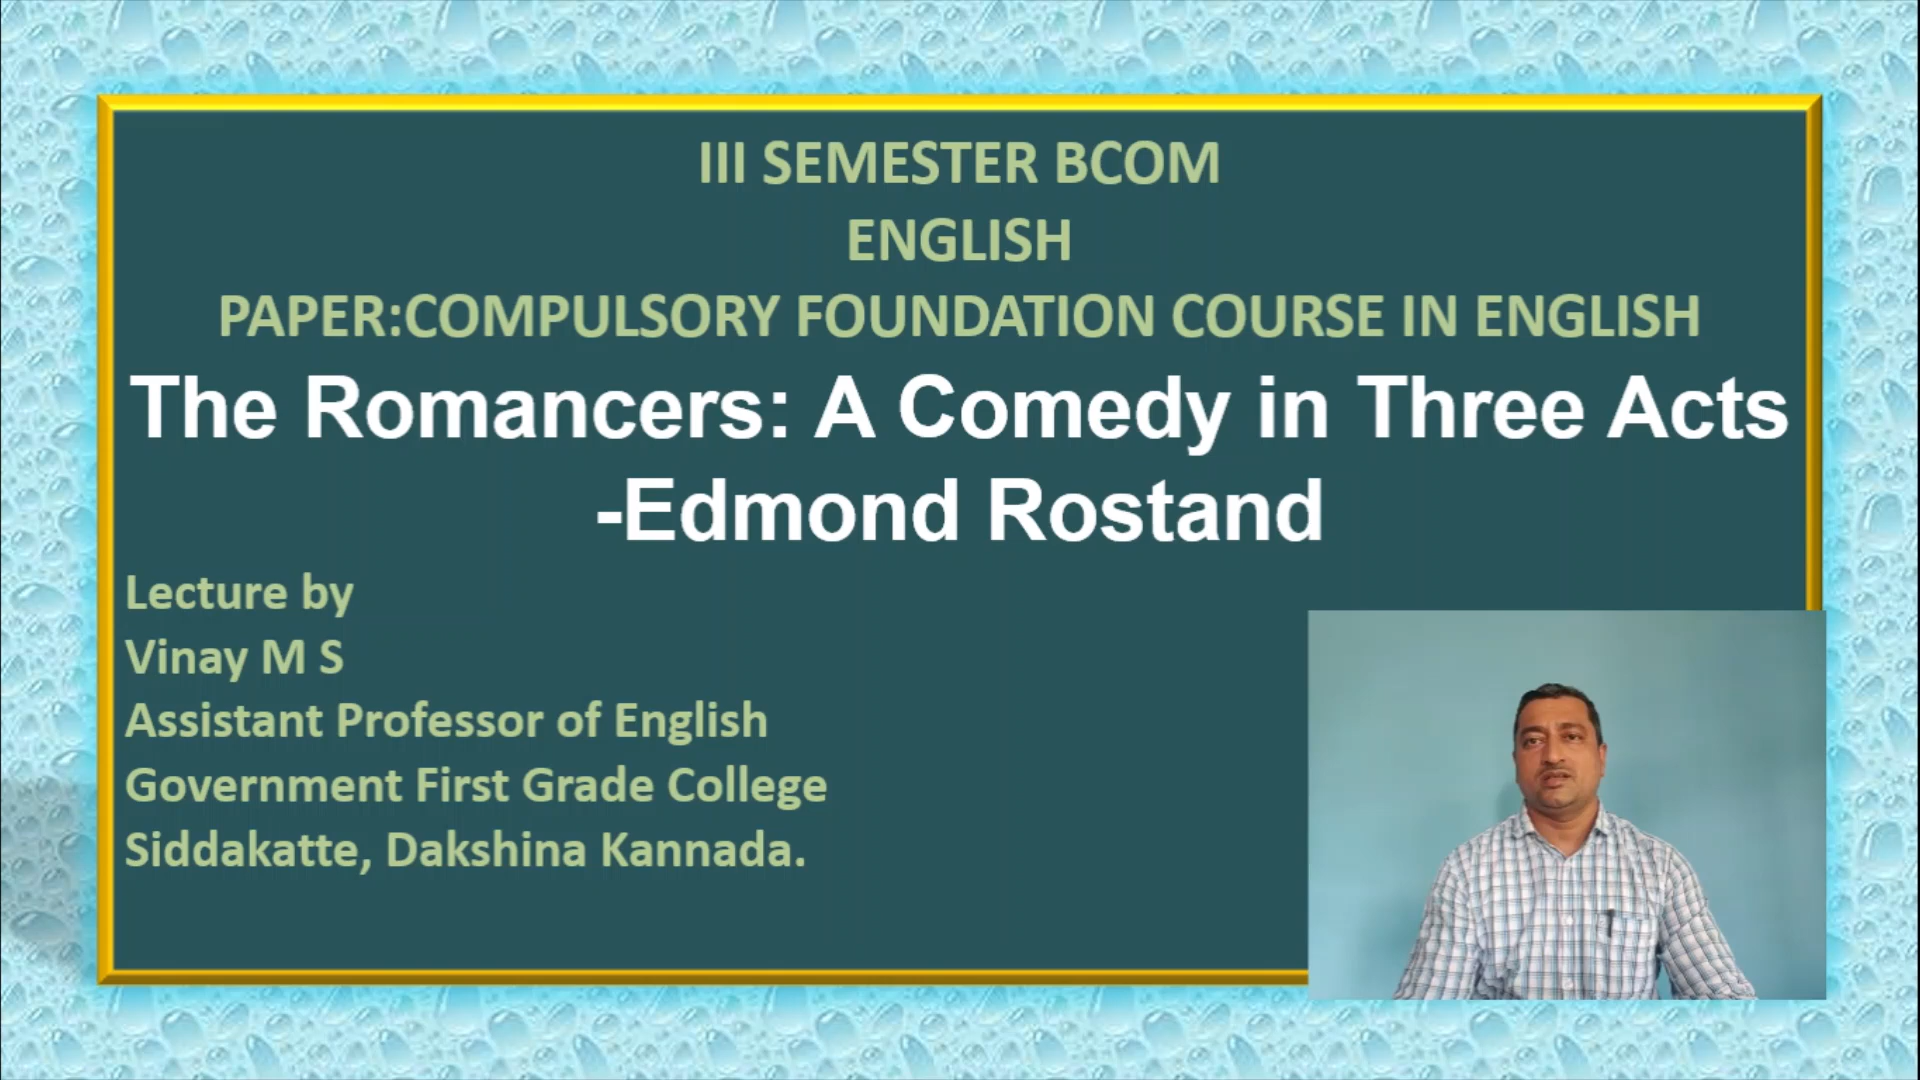 III SEMESTER BCOM
ENGLISH
PAPER:COMPULSORY FOUNDATION COURSE IN ENGLISH
The Romancers: A Comedy in Three Acts
-Edmond Rostand
Lecture by
Vinay M S
Assistant Professor of English
Government First Grade College
Siddakatte, Dakshina Kannada.